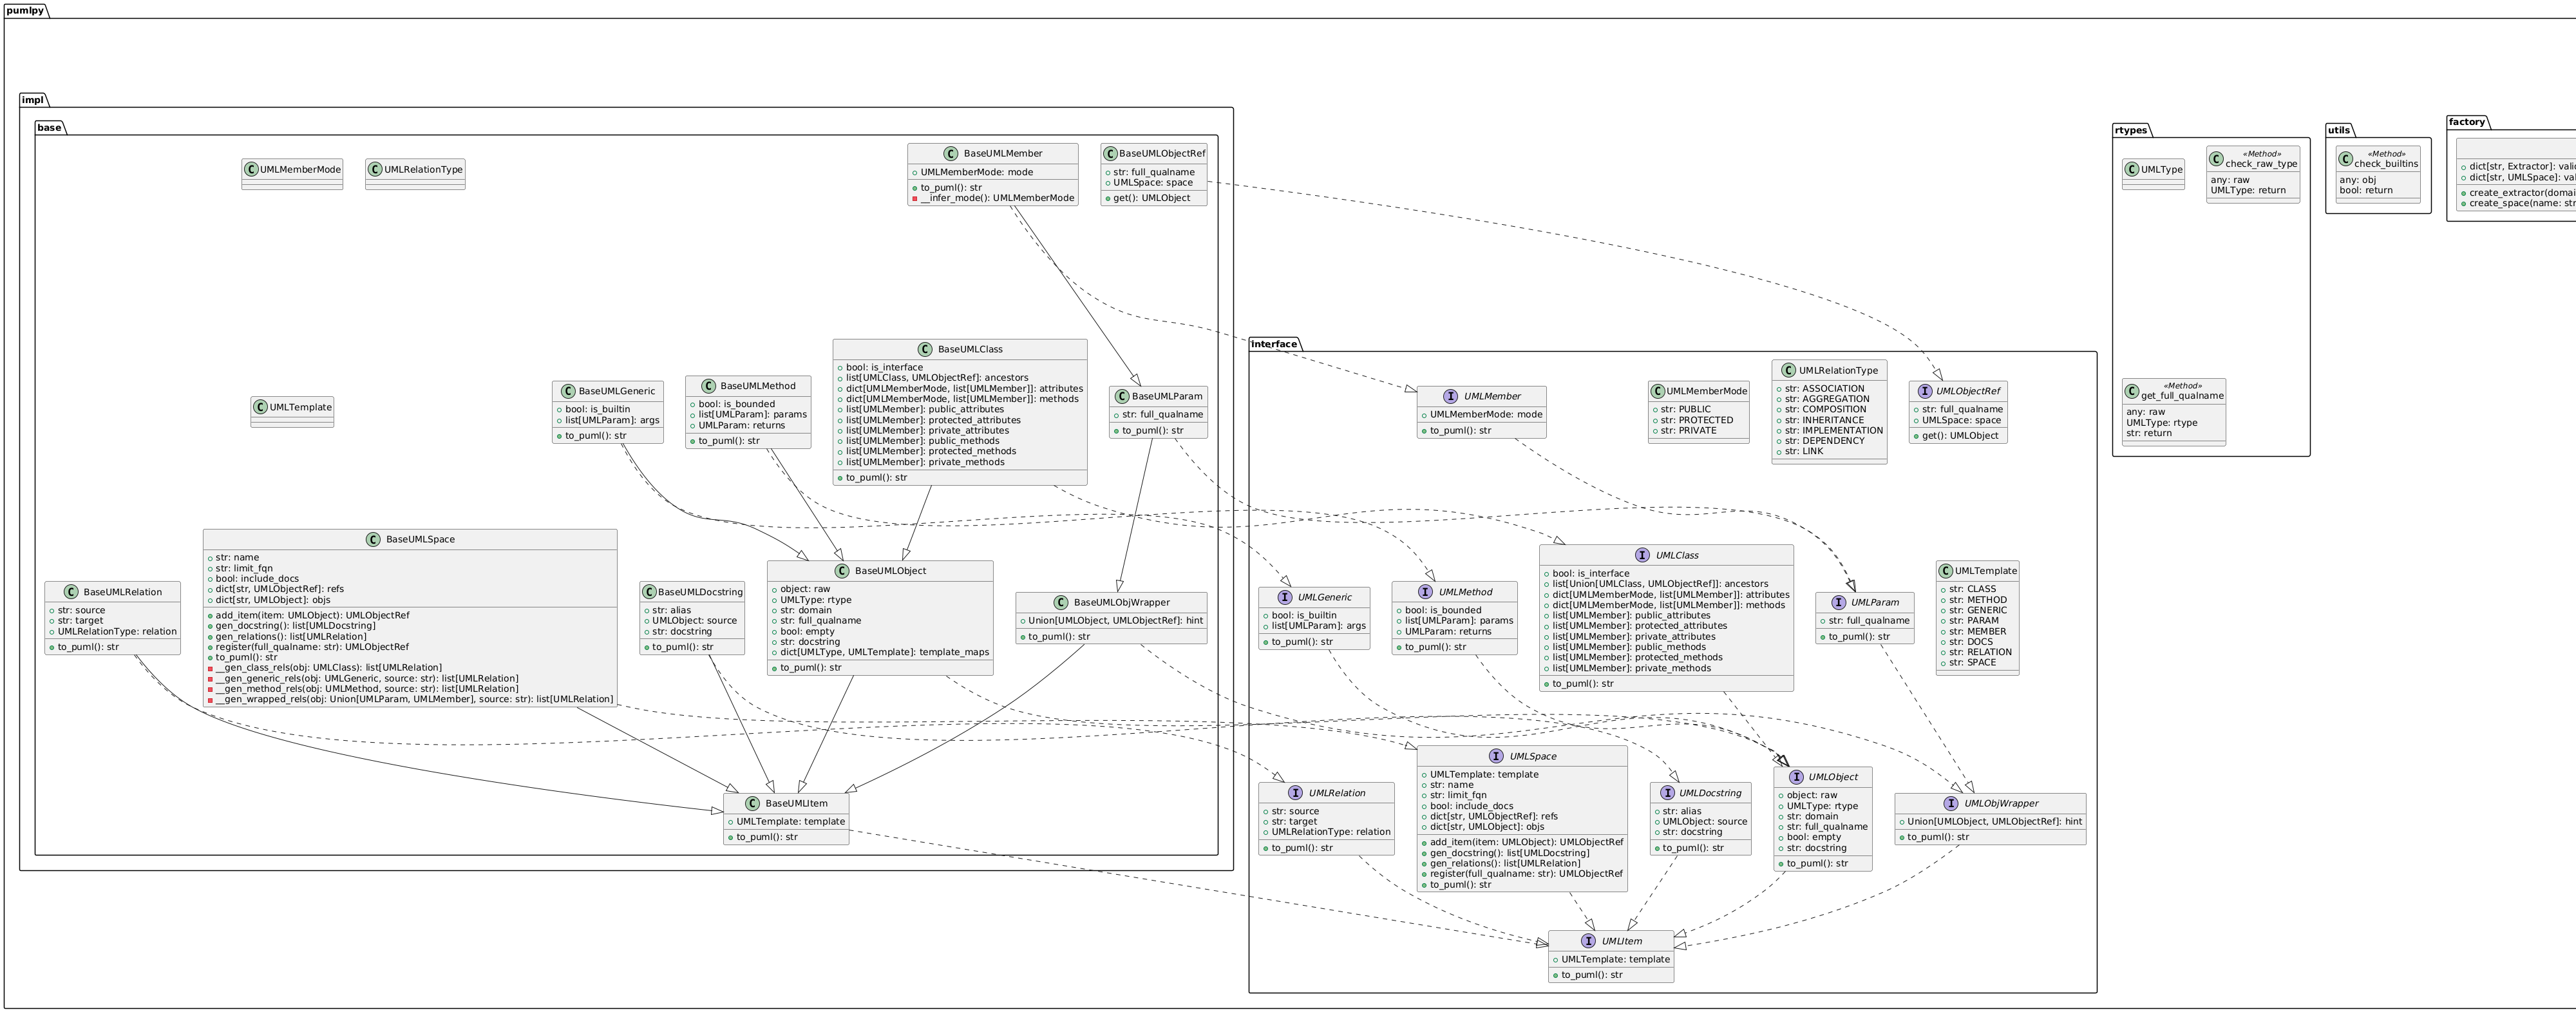 pumlpy
impl
base
UMLMemberMode
UMLRelationType
BaseUMLMember
UMLMemberMode: mode
to_puml(): str
__infer_mode(): UMLMemberMode
BaseUMLObjectRef
str: full_qualname
UMLSpace: space
get(): UMLObject
UMLTemplate
BaseUMLGeneric
bool: is_builtin
list[UMLParam]: args
to_puml(): str
BaseUMLMethod
bool: is_bounded
list[UMLParam]: params
UMLParam: returns
to_puml(): str
BaseUMLClass
bool: is_interface
list[UMLClass, UMLObjectRef]: ancestors
dict[UMLMemberMode, list[UMLMember]]: attributes
dict[UMLMemberMode, list[UMLMember]]: methods
list[UMLMember]: public_attributes
list[UMLMember]: protected_attributes
list[UMLMember]: private_attributes
list[UMLMember]: public_methods
list[UMLMember]: protected_methods
list[UMLMember]: private_methods
to_puml(): str
BaseUMLParam
str: full_qualname
to_puml(): str
BaseUMLRelation
str: source
str: target
UMLRelationType: relation
to_puml(): str
BaseUMLSpace
str: name
str: limit_fqn
bool: include_docs
dict[str, UMLObjectRef]: refs
dict[str, UMLObject]: objs
add_item(item: UMLObject): UMLObjectRef
gen_docstring(): list[UMLDocstring]
gen_relations(): list[UMLRelation]
register(full_qualname: str): UMLObjectRef
to_puml(): str
__gen_class_rels(obj: UMLClass): list[UMLRelation]
__gen_generic_rels(obj: UMLGeneric, source: str): list[UMLRelation]
__gen_method_rels(obj: UMLMethod, source: str): list[UMLRelation]
__gen_wrapped_rels(obj: Union[UMLParam, UMLMember], source: str): list[UMLRelation]
BaseUMLDocstring
str: alias
UMLObject: source
str: docstring
to_puml(): str
BaseUMLObject
object: raw
UMLType: rtype
str: domain
str: full_qualname
bool: empty
str: docstring
dict[UMLType, UMLTemplate]: template_maps
to_puml(): str
BaseUMLObjWrapper
Union[UMLObject, UMLObjectRef]: hint
to_puml(): str
BaseUMLItem
UMLTemplate: template
to_puml(): str
interface
UMLMember
UMLMemberMode: mode
to_puml(): str
UMLMemberMode
str: PUBLIC
str: PROTECTED
str: PRIVATE
UMLRelationType
str: ASSOCIATION
str: AGGREGATION
str: COMPOSITION
str: INHERITANCE
str: IMPLEMENTATION
str: DEPENDENCY
str: LINK
UMLObjectRef
str: full_qualname
UMLSpace: space
get(): UMLObject
UMLGeneric
bool: is_builtin
list[UMLParam]: args
to_puml(): str
UMLMethod
bool: is_bounded
list[UMLParam]: params
UMLParam: returns
to_puml(): str
UMLClass
bool: is_interface
list[Union[UMLClass, UMLObjectRef]]: ancestors
dict[UMLMemberMode, list[UMLMember]]: attributes
dict[UMLMemberMode, list[UMLMember]]: methods
list[UMLMember]: public_attributes
list[UMLMember]: protected_attributes
list[UMLMember]: private_attributes
list[UMLMember]: public_methods
list[UMLMember]: protected_methods
list[UMLMember]: private_methods
to_puml(): str
UMLParam
str: full_qualname
to_puml(): str
UMLTemplate
str: CLASS
str: METHOD
str: GENERIC
str: PARAM
str: MEMBER
str: DOCS
str: RELATION
str: SPACE
UMLRelation
str: source
str: target
UMLRelationType: relation
to_puml(): str
UMLSpace
UMLTemplate: template
str: name
str: limit_fqn
bool: include_docs
dict[str, UMLObjectRef]: refs
dict[str, UMLObject]: objs
add_item(item: UMLObject): UMLObjectRef
gen_docstring(): list[UMLDocstring]
gen_relations(): list[UMLRelation]
register(full_qualname: str): UMLObjectRef
to_puml(): str
UMLDocstring
str: alias
UMLObject: source
str: docstring
to_puml(): str
UMLObject
object: raw
UMLType: rtype
str: domain
str: full_qualname
bool: empty
str: docstring
to_puml(): str
UMLObjWrapper
Union[UMLObject, UMLObjectRef]: hint
to_puml(): str
UMLItem
UMLTemplate: template
to_puml(): str
rtypes
UMLType
«Method»
check_raw_type
any: raw
UMLType: return
«Method»
get_full_qualname
any: raw
UMLType: rtype
str: return
utils
«Method»
check_builtins
any: obj
bool: return
factory
dict[str, Extractor]: vali
dict[str, UMLSpace]: val
create_extractor(domai
create_space(name: str